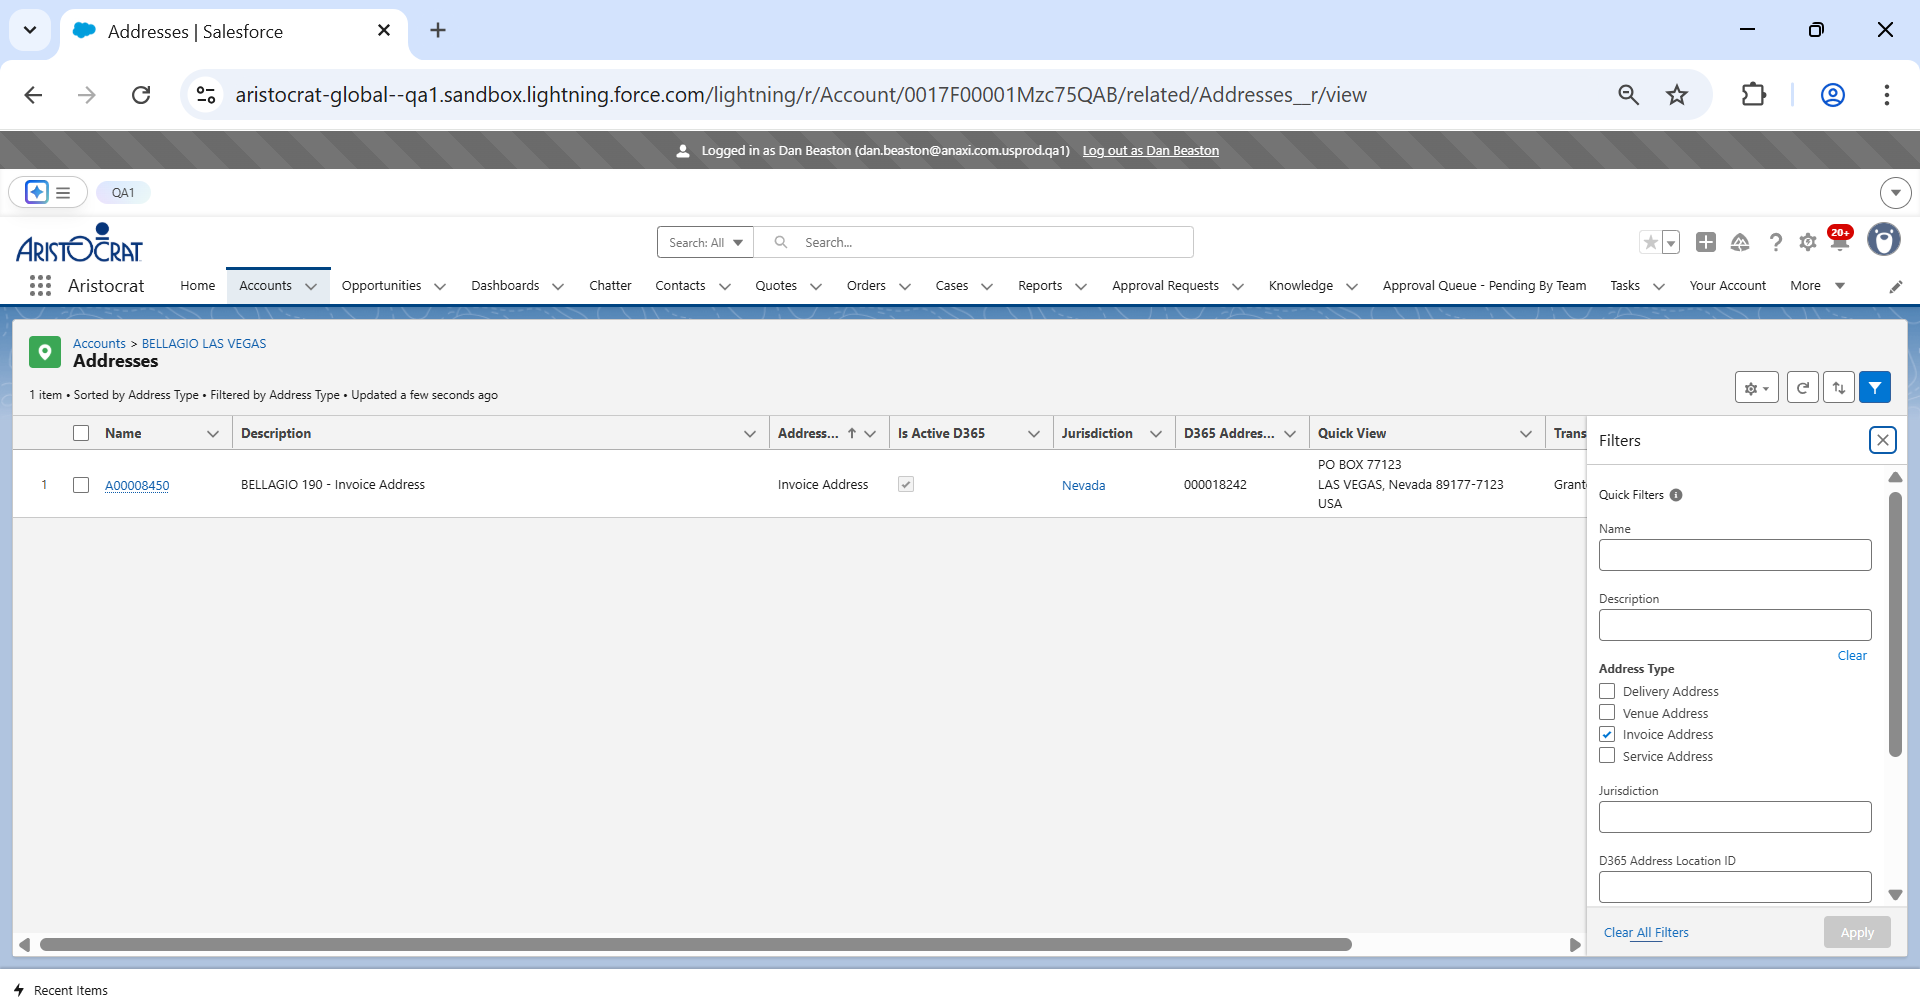 Addresses | Salesforce
aristocrat-global--qa1.sandbox.lightning.force.com/lightning/r/Account/0017F00001Mzc75QAB/related/Addresses__r/view
Logged in as Dan Beaston (dan.beaston@anaxi.com.usprod.qa1) Log out as Dan Beaston
QA1
ARISTOCRAT
Search: All Search...
20+
Aristocrat Home Accounts Opportunities Dashboards Chatter Contacts Quotes Orders Cases Reports Approval Requests Knowledge Approval Queue - Pending By Team Tasks Your Account More
Accounts > BELLAGIO LAS VEGAS
Addresses
1 item • Sorted by Address Type • Filtered by Address Type • Updated a few seconds ago
Name Description Address... Is Active D365 Jurisdiction D365 Addres... Quick View Trans
1 A00008450 BELLAGIO 190 - Invoice Address Invoice Address Nevada 000018242 PO BOX 77123
LAS VEGAS, Nevada 89177-7123
USA
Grant
Filters
Quick Filters
Name
Description
Clear
Address Type
Delivery Address
Venue Address
Invoice Address
Service Address
Jurisdiction
D365 Address Location ID
Clear All Filters Apply
Recent Items